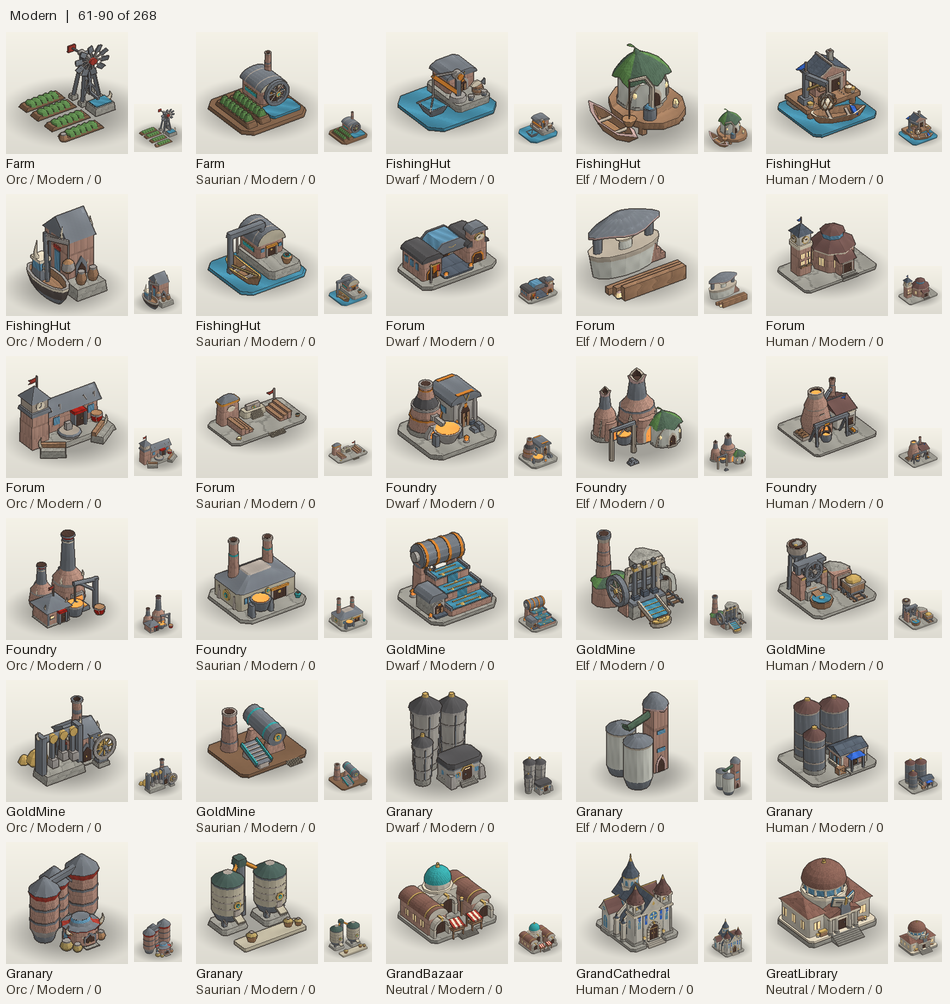 Modern | 61-90 of 268
Farm
Orc / Modern / 0
Farm
Saurian / Modern / 0
FishingHut
Dwarf / Modern / 0
FishingHut
Elf / Modern / 0
FishingHut
Human / Modern / 0
FishingHut
Orc / Modern / 0
FishingHut
Saurian / Modern / 0
Forum
Dwarf / Modern / 0
Forum
Elf / Modern / 0
Forum
Human / Modern / 0
Forum
Orc / Modern / 0
Forum
Saurian / Modern / 0
Foundry
Dwarf / Modern / 0
Foundry
Elf / Modern / 0
Foundry
Human / Modern / 0
Foundry
Orc / Modern / 0
Foundry
Saurian / Modern / 0
GoldMine
Dwarf / Modern / 0
GoldMine
Elf / Modern / 0
GoldMine
Human / Modern / 0
GoldMine
Orc / Modern / 0
GoldMine
Saurian / Modern / 0
Granary
Dwarf / Modern / 0
Granary
Elf / Modern / 0
Granary
Human / Modern / 0
Granary
Orc / Modern / 0
Granary
Saurian / Modern / 0
GrandBazaar
Neutral / Modern / 0
GrandCathedral
Human / Modern / 0
GreatLibrary
Neutral / Modern / 0